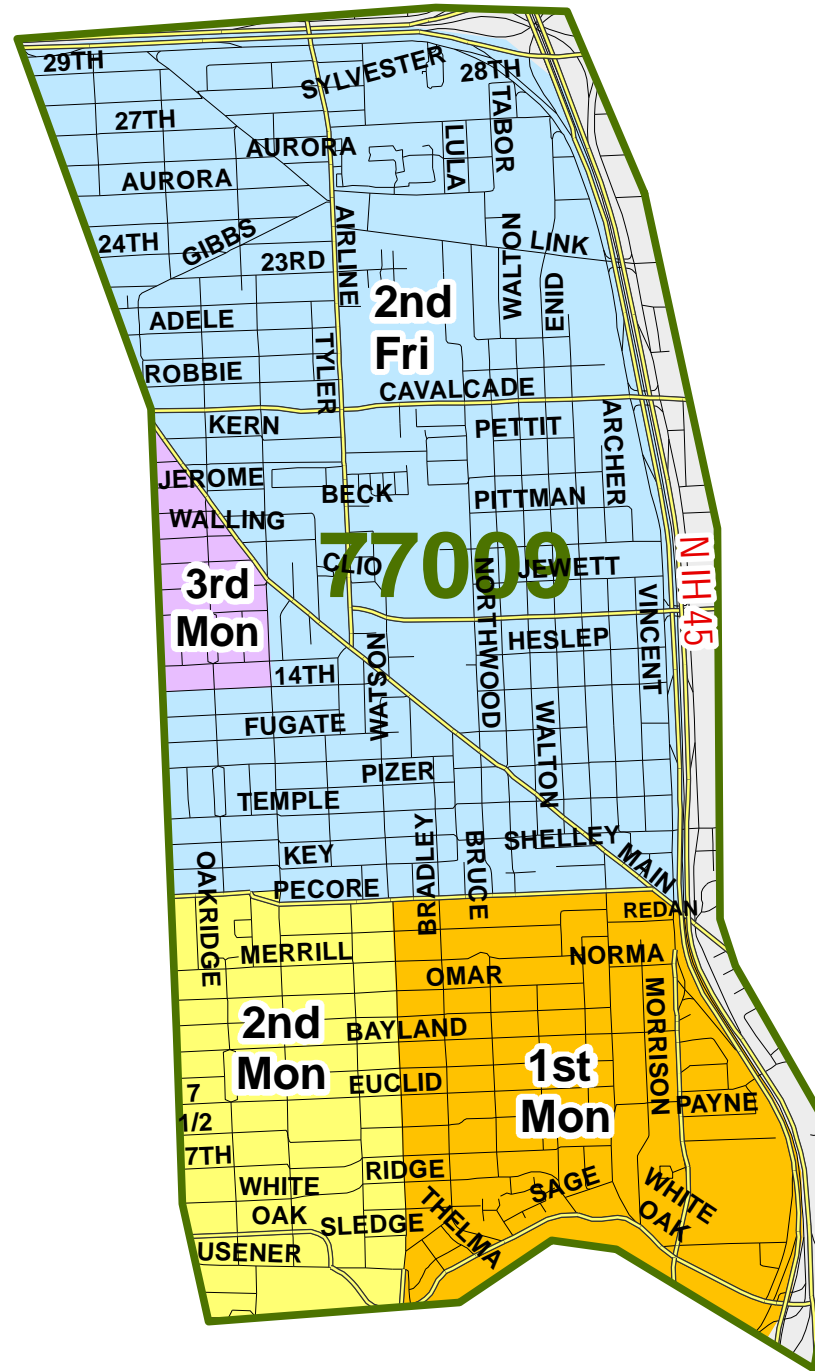 29TH
SYLVESTER
28TH
27TH
TABOR
AURORA
LULA
AURORA
24TH
GIBBS
23RD
AIRLINE
WALTON
LINK
ENID
2nd
Fri
ADELE
TYLER
ROBBIE
CAVALCADE
KERN
PETTIT
ARCHER
JEROME
BECK
PITTMAN
WALLING
77009
CLIO
JEWETT
N IH 45
3rd
Mon
NORTHWOOD
VINCENT
HESLEP
WATSON
14TH
FUGATE
WALTON
PIZER
TEMPLE
BRADLEY
BRUCE
SHELLEY
MAIN
KEY
OAKRIDGE
PECORE
REDAN
MERRILL
NORMA
OMAR
MORRISON
2nd
Mon
BAYLAND
1st
Mon
EUCLID
7
1/2
PAYNE
7TH
RIDGE
WHITE
OAK
SAGE
WHITE
OAK
THELMA
SLEDGE
USENER